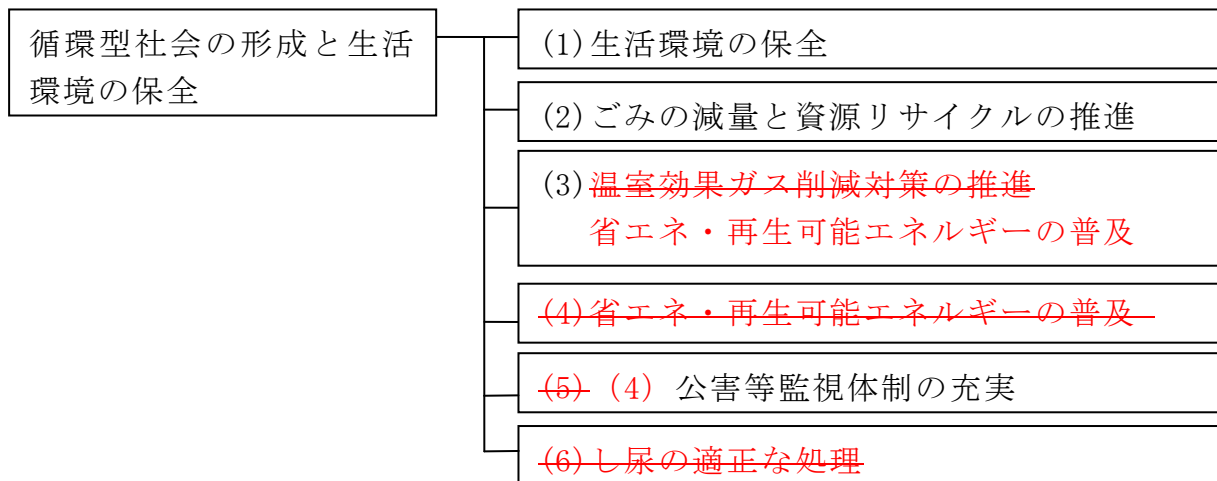 循環型社会の形成と生活
環境の保全
(1)生活環境の保全
(2)ごみの減量と資源リサイクルの推進
(3)温室効果ガス削減対策の推進
省エネ・再生可能エネルギーの普及
(4)省エネ・再生可能エネルギーの普及
(5)(4)公害等監視体制の充実
(6)し尿の適正な処理